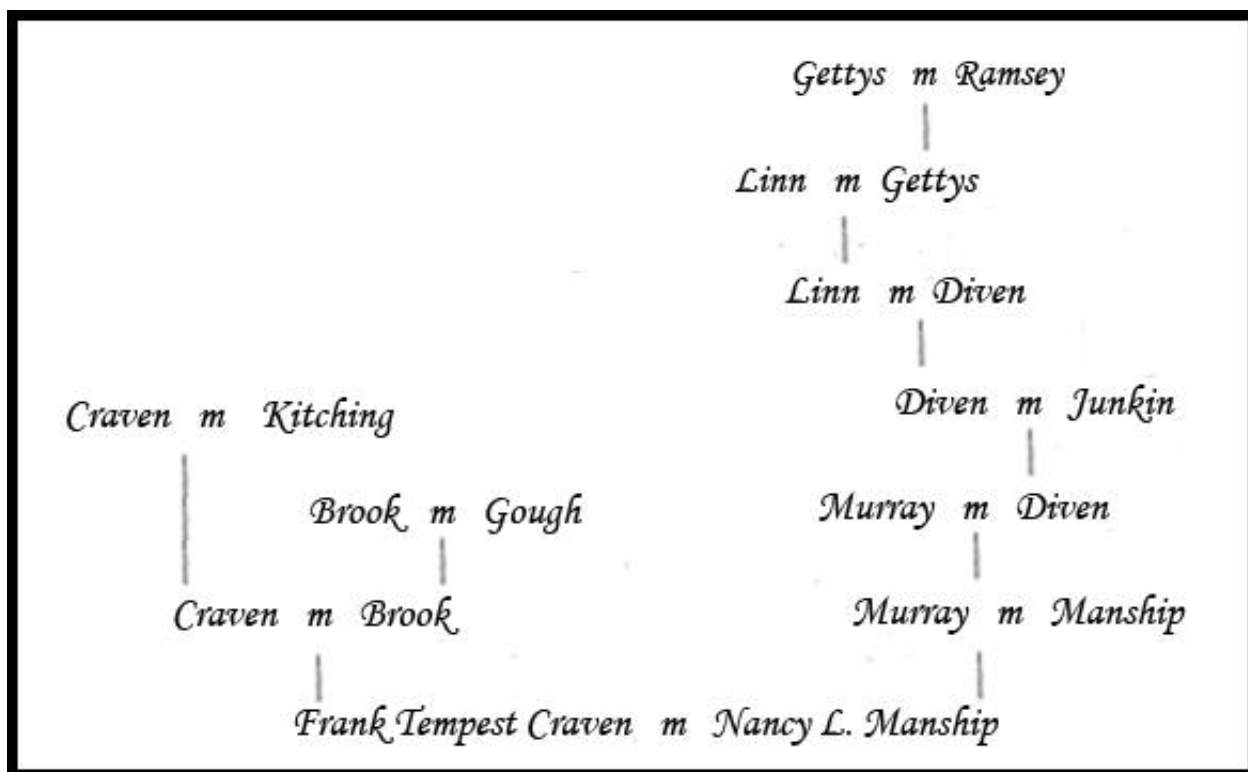 Gettys m Ramsey
Linn m Gettys
Linn m Diven
Diven m Junkin
Craven m Kitching
Brook m Gough
Murray m Diven
Craven m Brook
Murray m Manship
Frank Tempest Craven m Nancy L. Manship